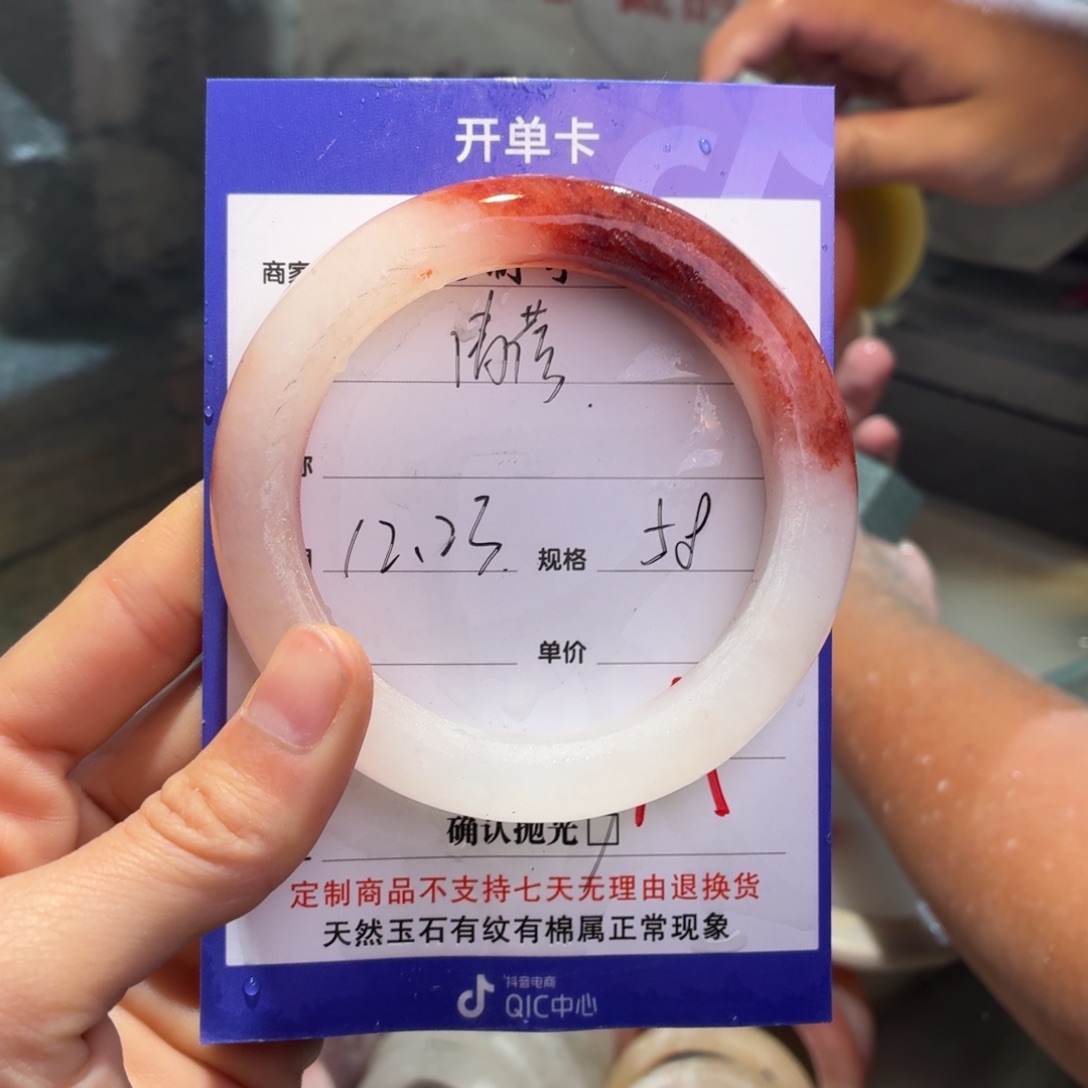 开单卡
商家
制 号
12.25 规格 58
单价
确认抛光□
定制商品不支持七天无理由退换货
天然玉石有纹有棉属正常现象
抖音电商
QIC中心